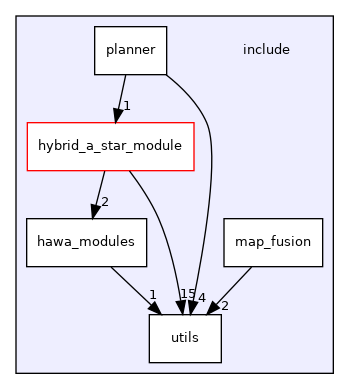 planner
include
1
hybrid_a_star_module
2
hawa_modules
map_fusion
1
15
4
2
utils